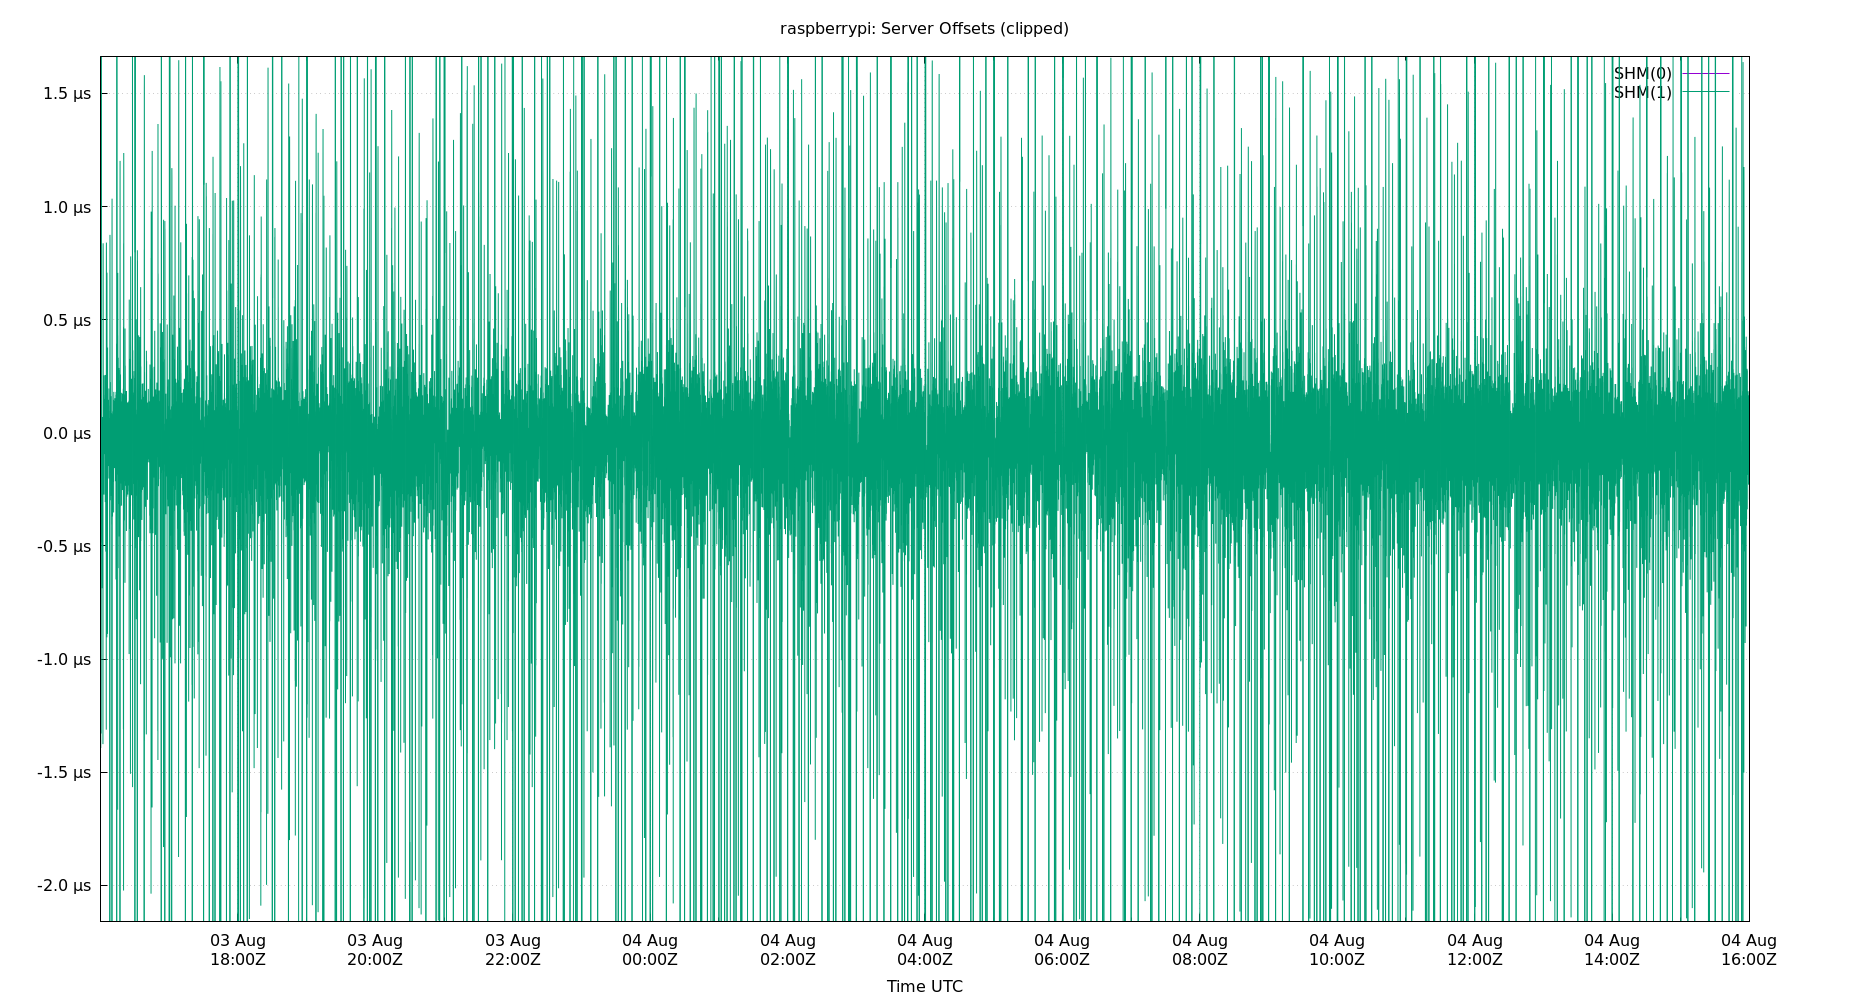 raspberrypi: Server Offsets (clipped)
SHM(0)
SHM(1)
1.5 µs
1.0 µs
0.5 µs
0.0 µs
-0.5 µs
-1.0 µs
-1.5 µs
-2.0 µs
03 Aug 03 Aug 03 Aug 04 Aug 04 Aug 04 Aug 04 Aug 04 Aug 04 Aug 04 Aug 04 Aug 04 Aug
18:00Z 20:00Z 22:00Z 00:00Z 02:00Z 04:00Z 06:00Z 08:00Z 10:00Z 12:00Z 14:00Z 16:00Z
Time UTC